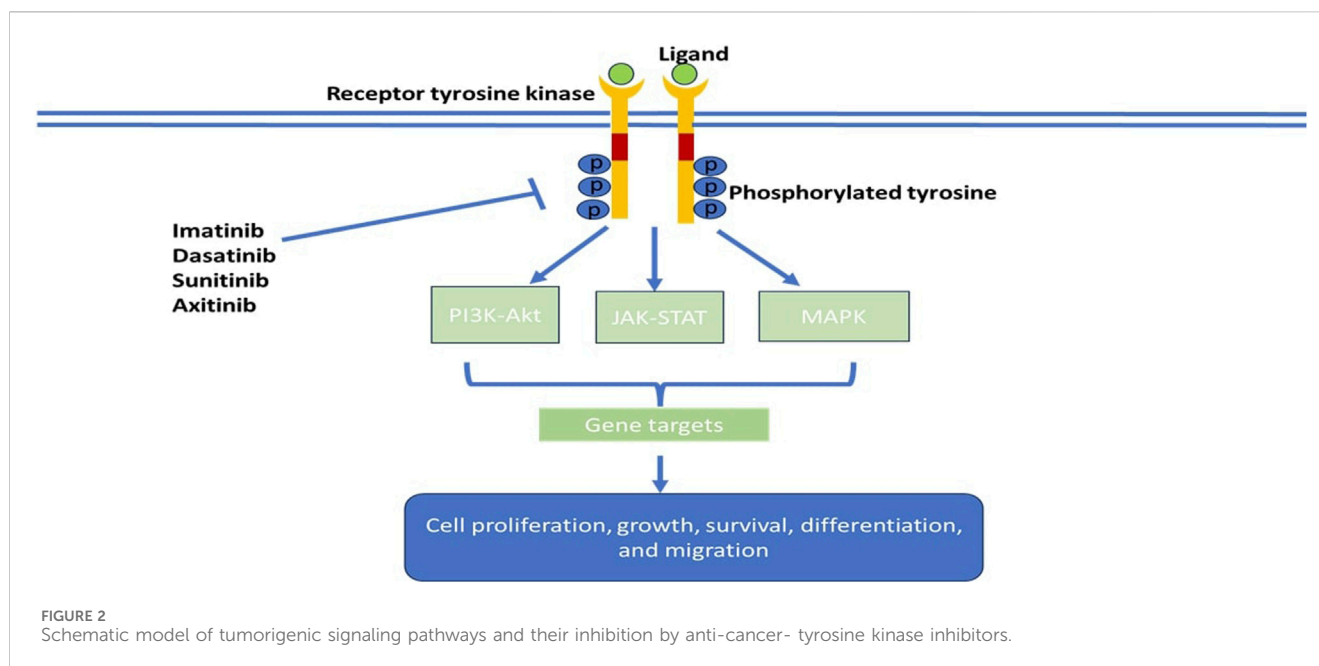 Ligand
Receptor tyrosine kinase
p
p
p
p
p
p
Phosphorylated tyrosine
Imatinib
Dasatinib
Sunitinib
Axitinib
PI3K-Akt
JAK-STAT
MAPK
Gene targets
Cell proliferation, growth, survival, differentiation,
and migration
FIGURE 2
Schematic model of tumorigenic signaling pathways and their inhibition by anti-cancer- tyrosine kinase inhibitors.